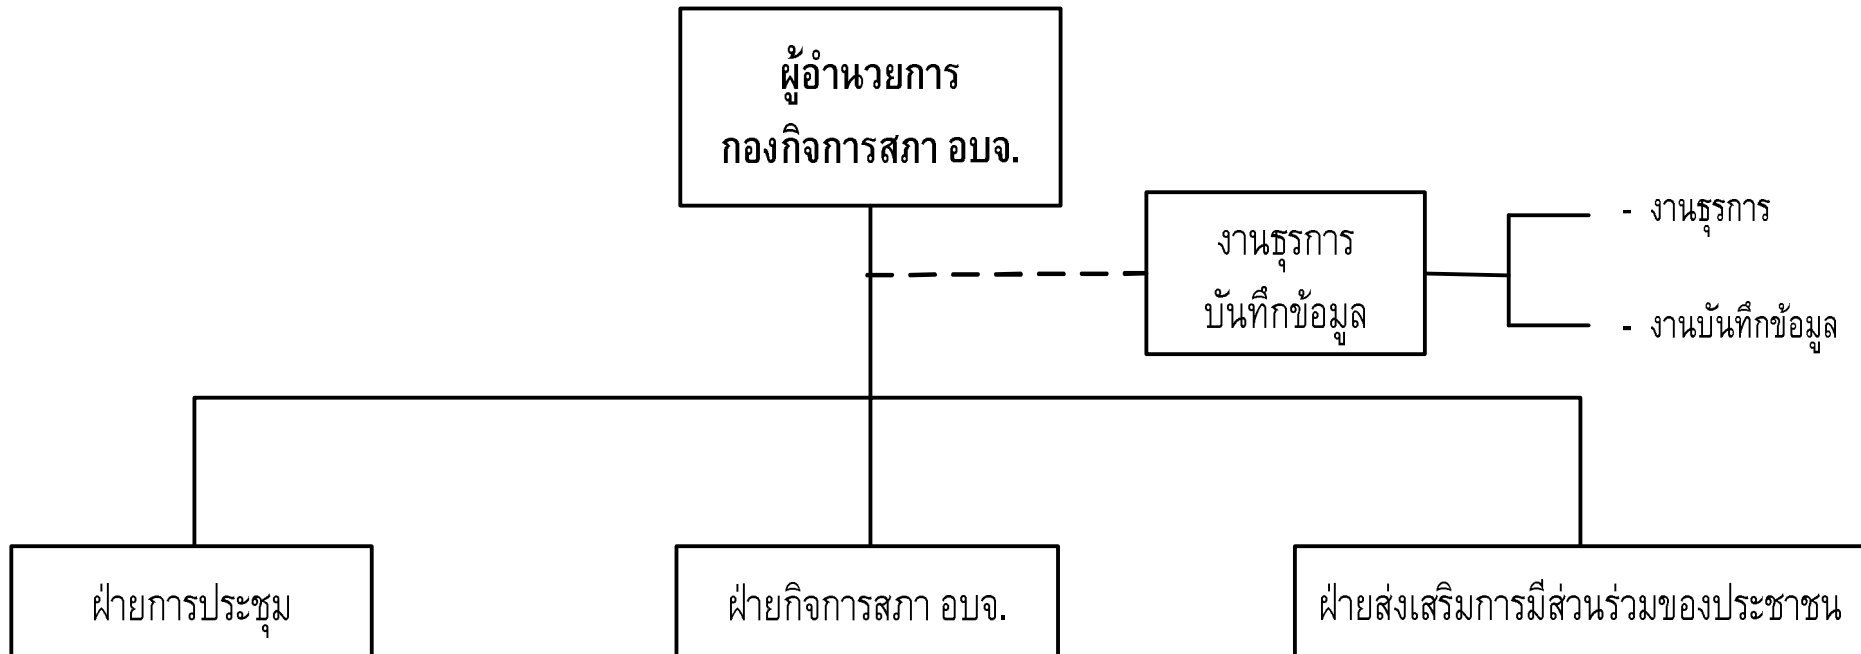 ผู้อำนวยการ
กองกิจการสภา อบจ.
งานธุรการ
บันทึกข้อมูล
- งานธุรการ
- งานบันทึกข้อมูล
ฝ่ายการประชุม
ฝ่ายกิจการสภา อบจ.
ฝ่ายส่งเสริมการมีส่วนร่วมของประชาชน